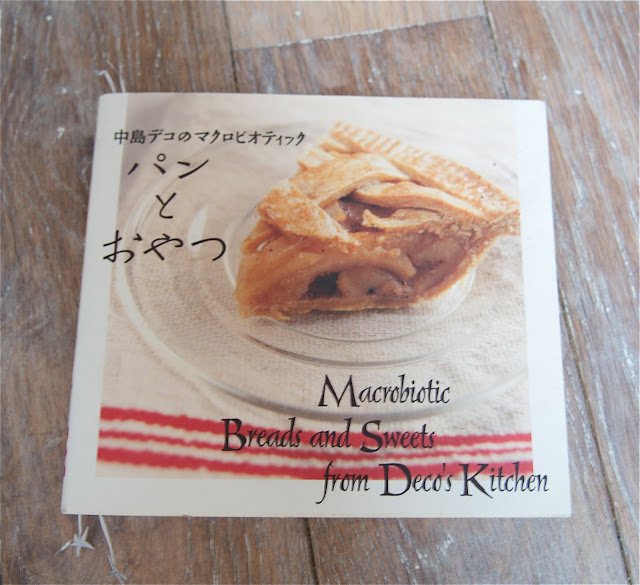 中島デコのマクロビオティック
パン
と
おやつ
Macrobiotic
Breads and Sweets
from Deco's Kitchen